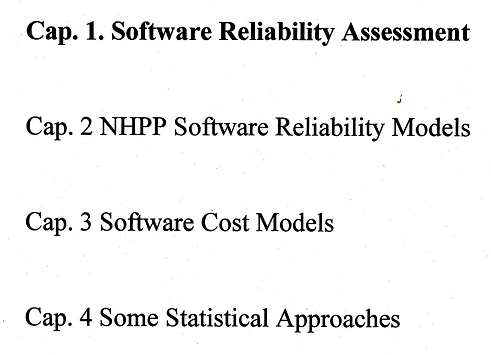 Cap. 1. Software Reliability Assessment
Cap. 2 NHPP Software Reliability Models
Cap. 3 Software Cost Models
Cap. 4 Some Statistical Approaches